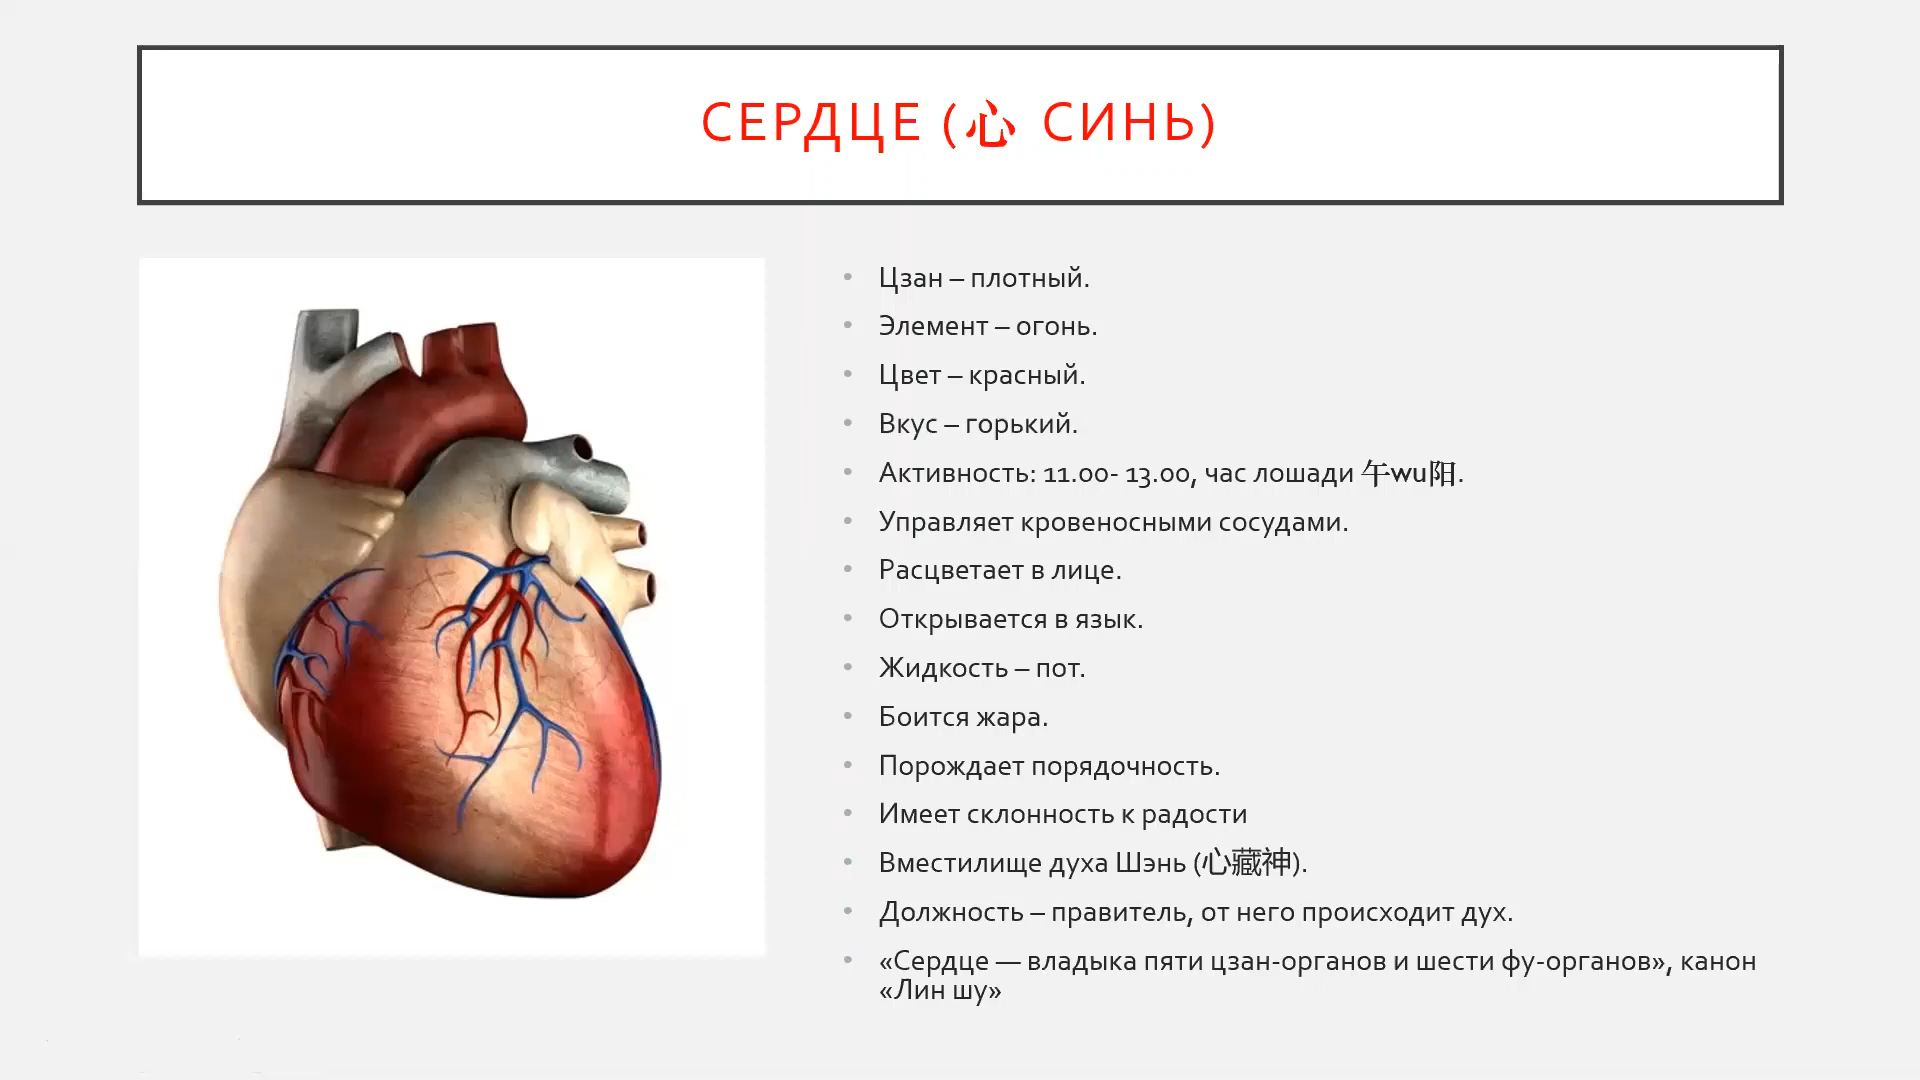 СЕРДЦЕ (心 СИНЬ)
• Цзан – плотный.
• Элемент – огонь.
• Цвет – красный.
• Вкус – горький.
• Активность: 11.00- 13.00, час лошади 午wu阳.
• Управляет кровеносными сосудами.
• Расцветает в лице.
• Открывается в язык.
• Жидкость – пот.
• Боится жара.
• Порождает порядочность.
• Имеет склонность к радости
• Вместилище духа Шэнь (心藏神).
• Должность – правитель, от него происходит дух.
• «Сердце — владыка пяти цзан-органов и шести фу-органов», канон
«Лин шу»